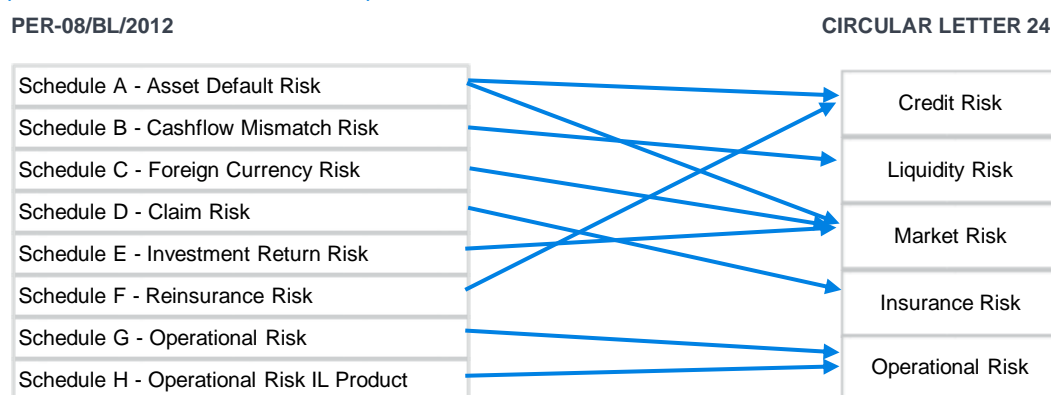 PER-08/BL/2012
CIRCULAR LETTER 24
Schedule A - Asset Default Risk
Schedule B - Cashflow Mismatch Risk
Schedule C - Foreign Currency Risk
Schedule D - Claim Risk
Schedule E - Investment Return Risk
Schedule F - Reinsurance Risk
Schedule G - Operational Risk
Schedule H - Operational Risk IL Product
Credit Risk
Liquidity Risk
Market Risk
Insurance Risk
Operational Risk